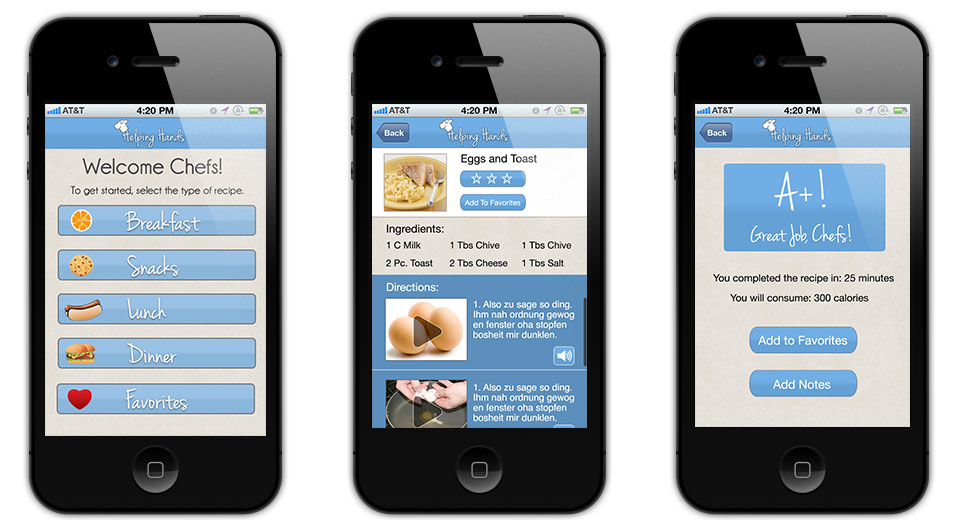 AT&T 4:20 PM
Helping Hands
Welcome Chefs!
To get started, select the type of recipe.
Breakfast
Snacks
Lunch
Dinner
Favorites
AT&T 4:20 PM
Back
Helping Hands
Eggs and Toast
Add To Favorites
Ingredients:
1 C Milk 1 Tbs Chive 1 Tbs Chive
2 Pc. Toast 2 Tbs Cheese 1 Tbs Salt
Directions:
1. Also zu sage so ding.
Ihm nah ordnung gewog
en fenster oha stopfen
bosheit mir dunklen.
1. Also zu sage so ding.
Ihm nah ordnung gewog
en fenster oha stopfen
bosheit mir dunklen.
AT&T 4:20 PM
Back
Helping Hands
A+!
Great Job, Chefs!
You completed the recipe in: 25 minutes
You will consume: 300 calories
Add to Favorites
Add Notes